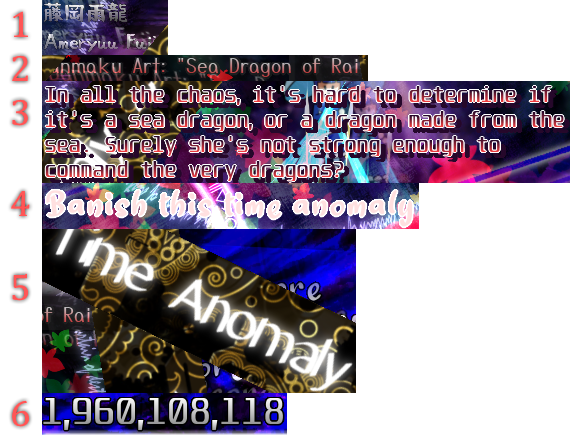 1
藤岡雨龍
Ameryuu Fuji
2
nmaku Art: "Sea Dragon of Rai
3
In all the chaos, it's hard to determine if
it's a sea dragon, or a dragon made from the
sea. Surely she's not strong enough to
command the very dragons?
4
Banish this time anomaly
5
Time Anomaly
ore
of Rai
6
1,960,108,118